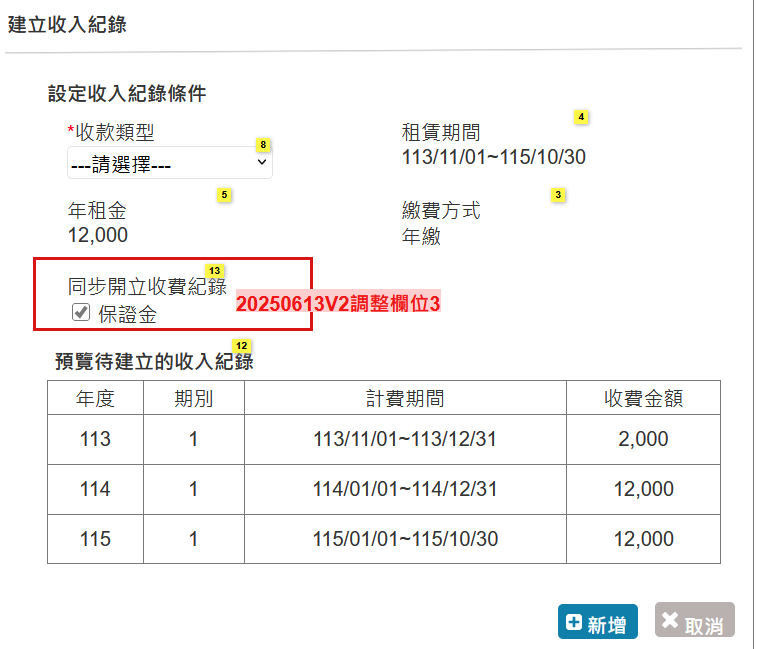 建立收入紀錄
設定收入紀錄條件
*收款類型 8
---請選擇---
租賃期間 4
113/11/01~115/10/30
年租金 5
12,000
繳費方式 3
年繳
同步開立收費紀錄 13
保證金
20250613V2調整欄位3
預覽待建立的收入紀錄 12
年度 期別 計費期間 收費金額
113 1 113/11/01~113/12/31 2,000
114 1 114/01/01~114/12/31 12,000
115 1 115/01/01~115/10/30 12,000
新增 取消